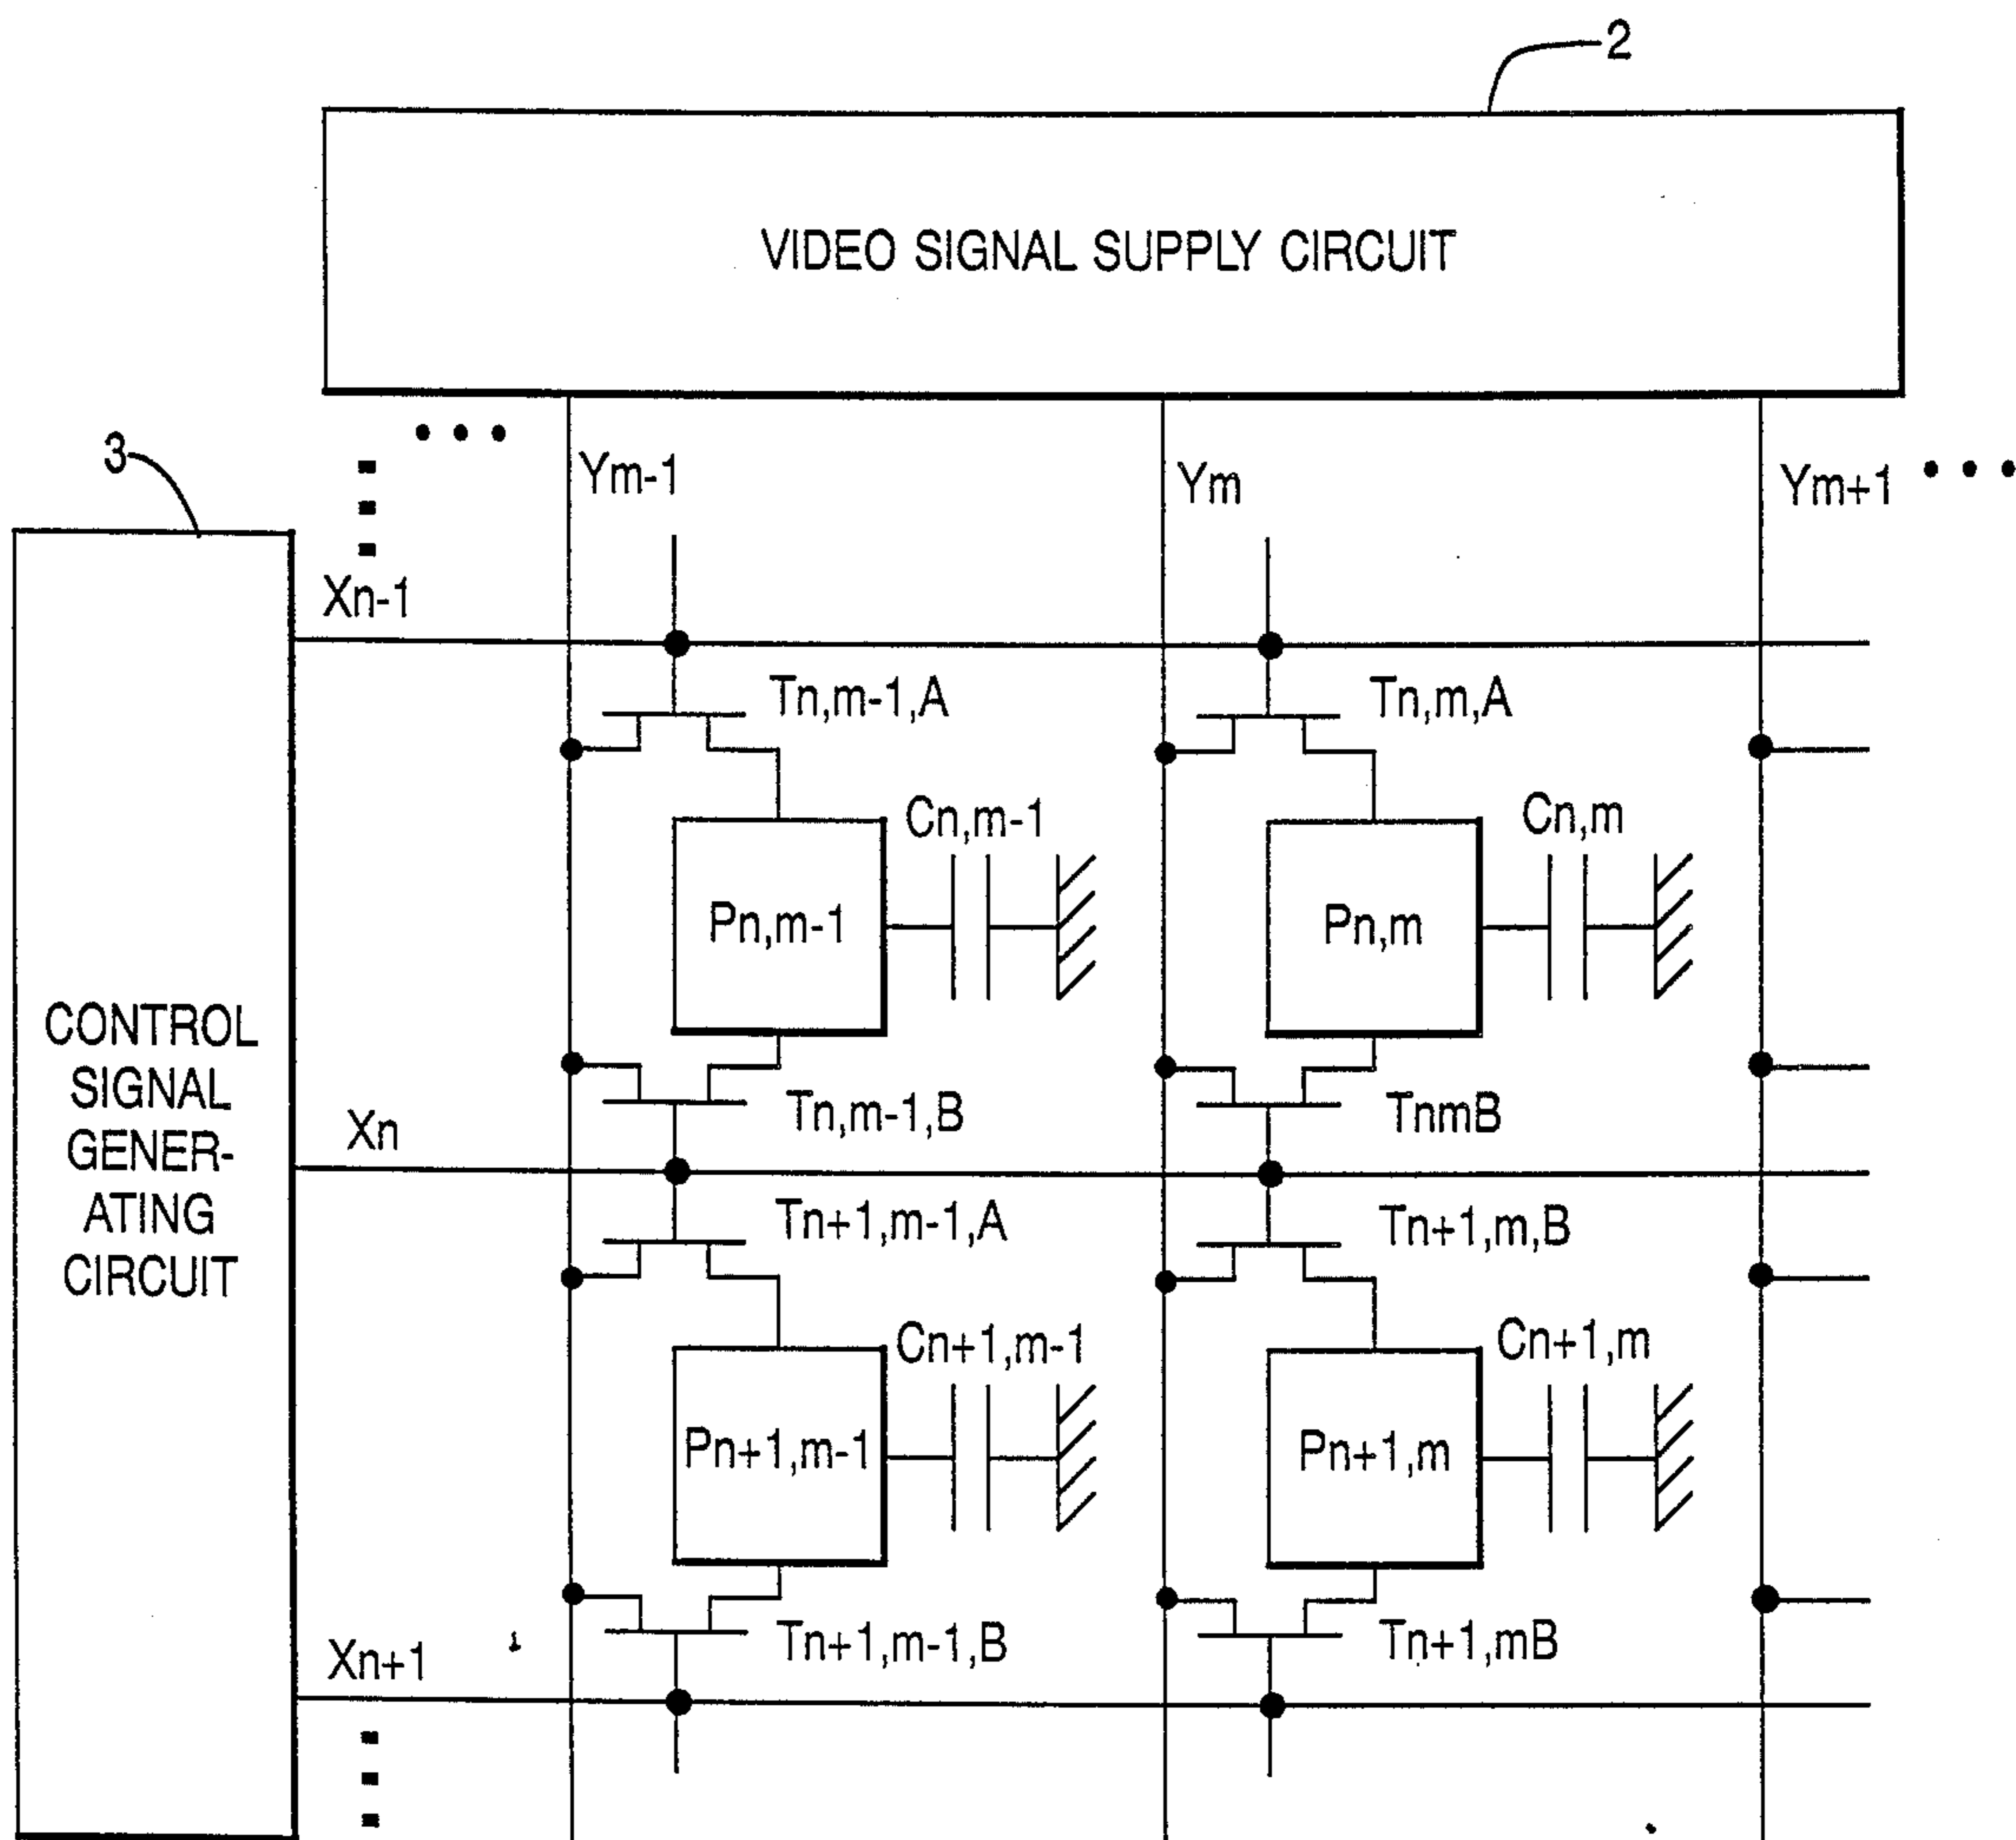 2
VIDEO SIGNAL SUPPLY CIRCUIT
3
Ym-1
Ym
Ym+1
Xn-1
Tn,m-1,A
Tn,m,A
Cn,m-1
Cn,m
Pn,m-1
Pn,m
CONTROL
SIGNAL
GENER-
ATING
CIRCUIT
Xn
Tn,m-1,B
TnmB
Tn+1,m-1,A
Tn+1,m,B
Cn+1,m-1
Cn+1,m
Pn+1,m-1
Pn+1,m
Xn+1
Tn+1,m-1,B
Tn+1,mB